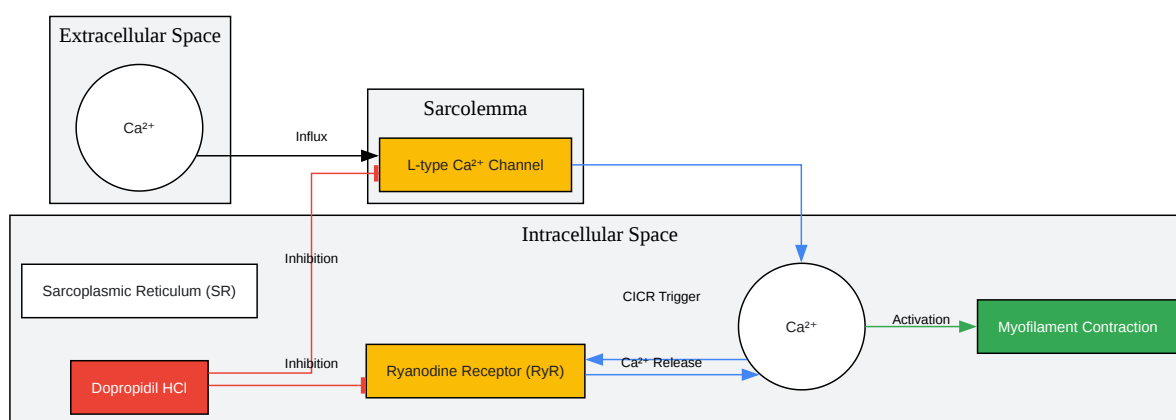 Extracellular Space
Ca²⁺
Sarcolemma
Influx
L-type Ca²⁺ Channel
Intracellular Space
Inhibition
Sarcoplasmic Reticulum (SR)
CICR Trigger
Ca²⁺
Activation
Myofilament Contraction
Inhibition
Ryanodine Receptor (RyR)
Ca²⁺ Release
Dopropidil HCl